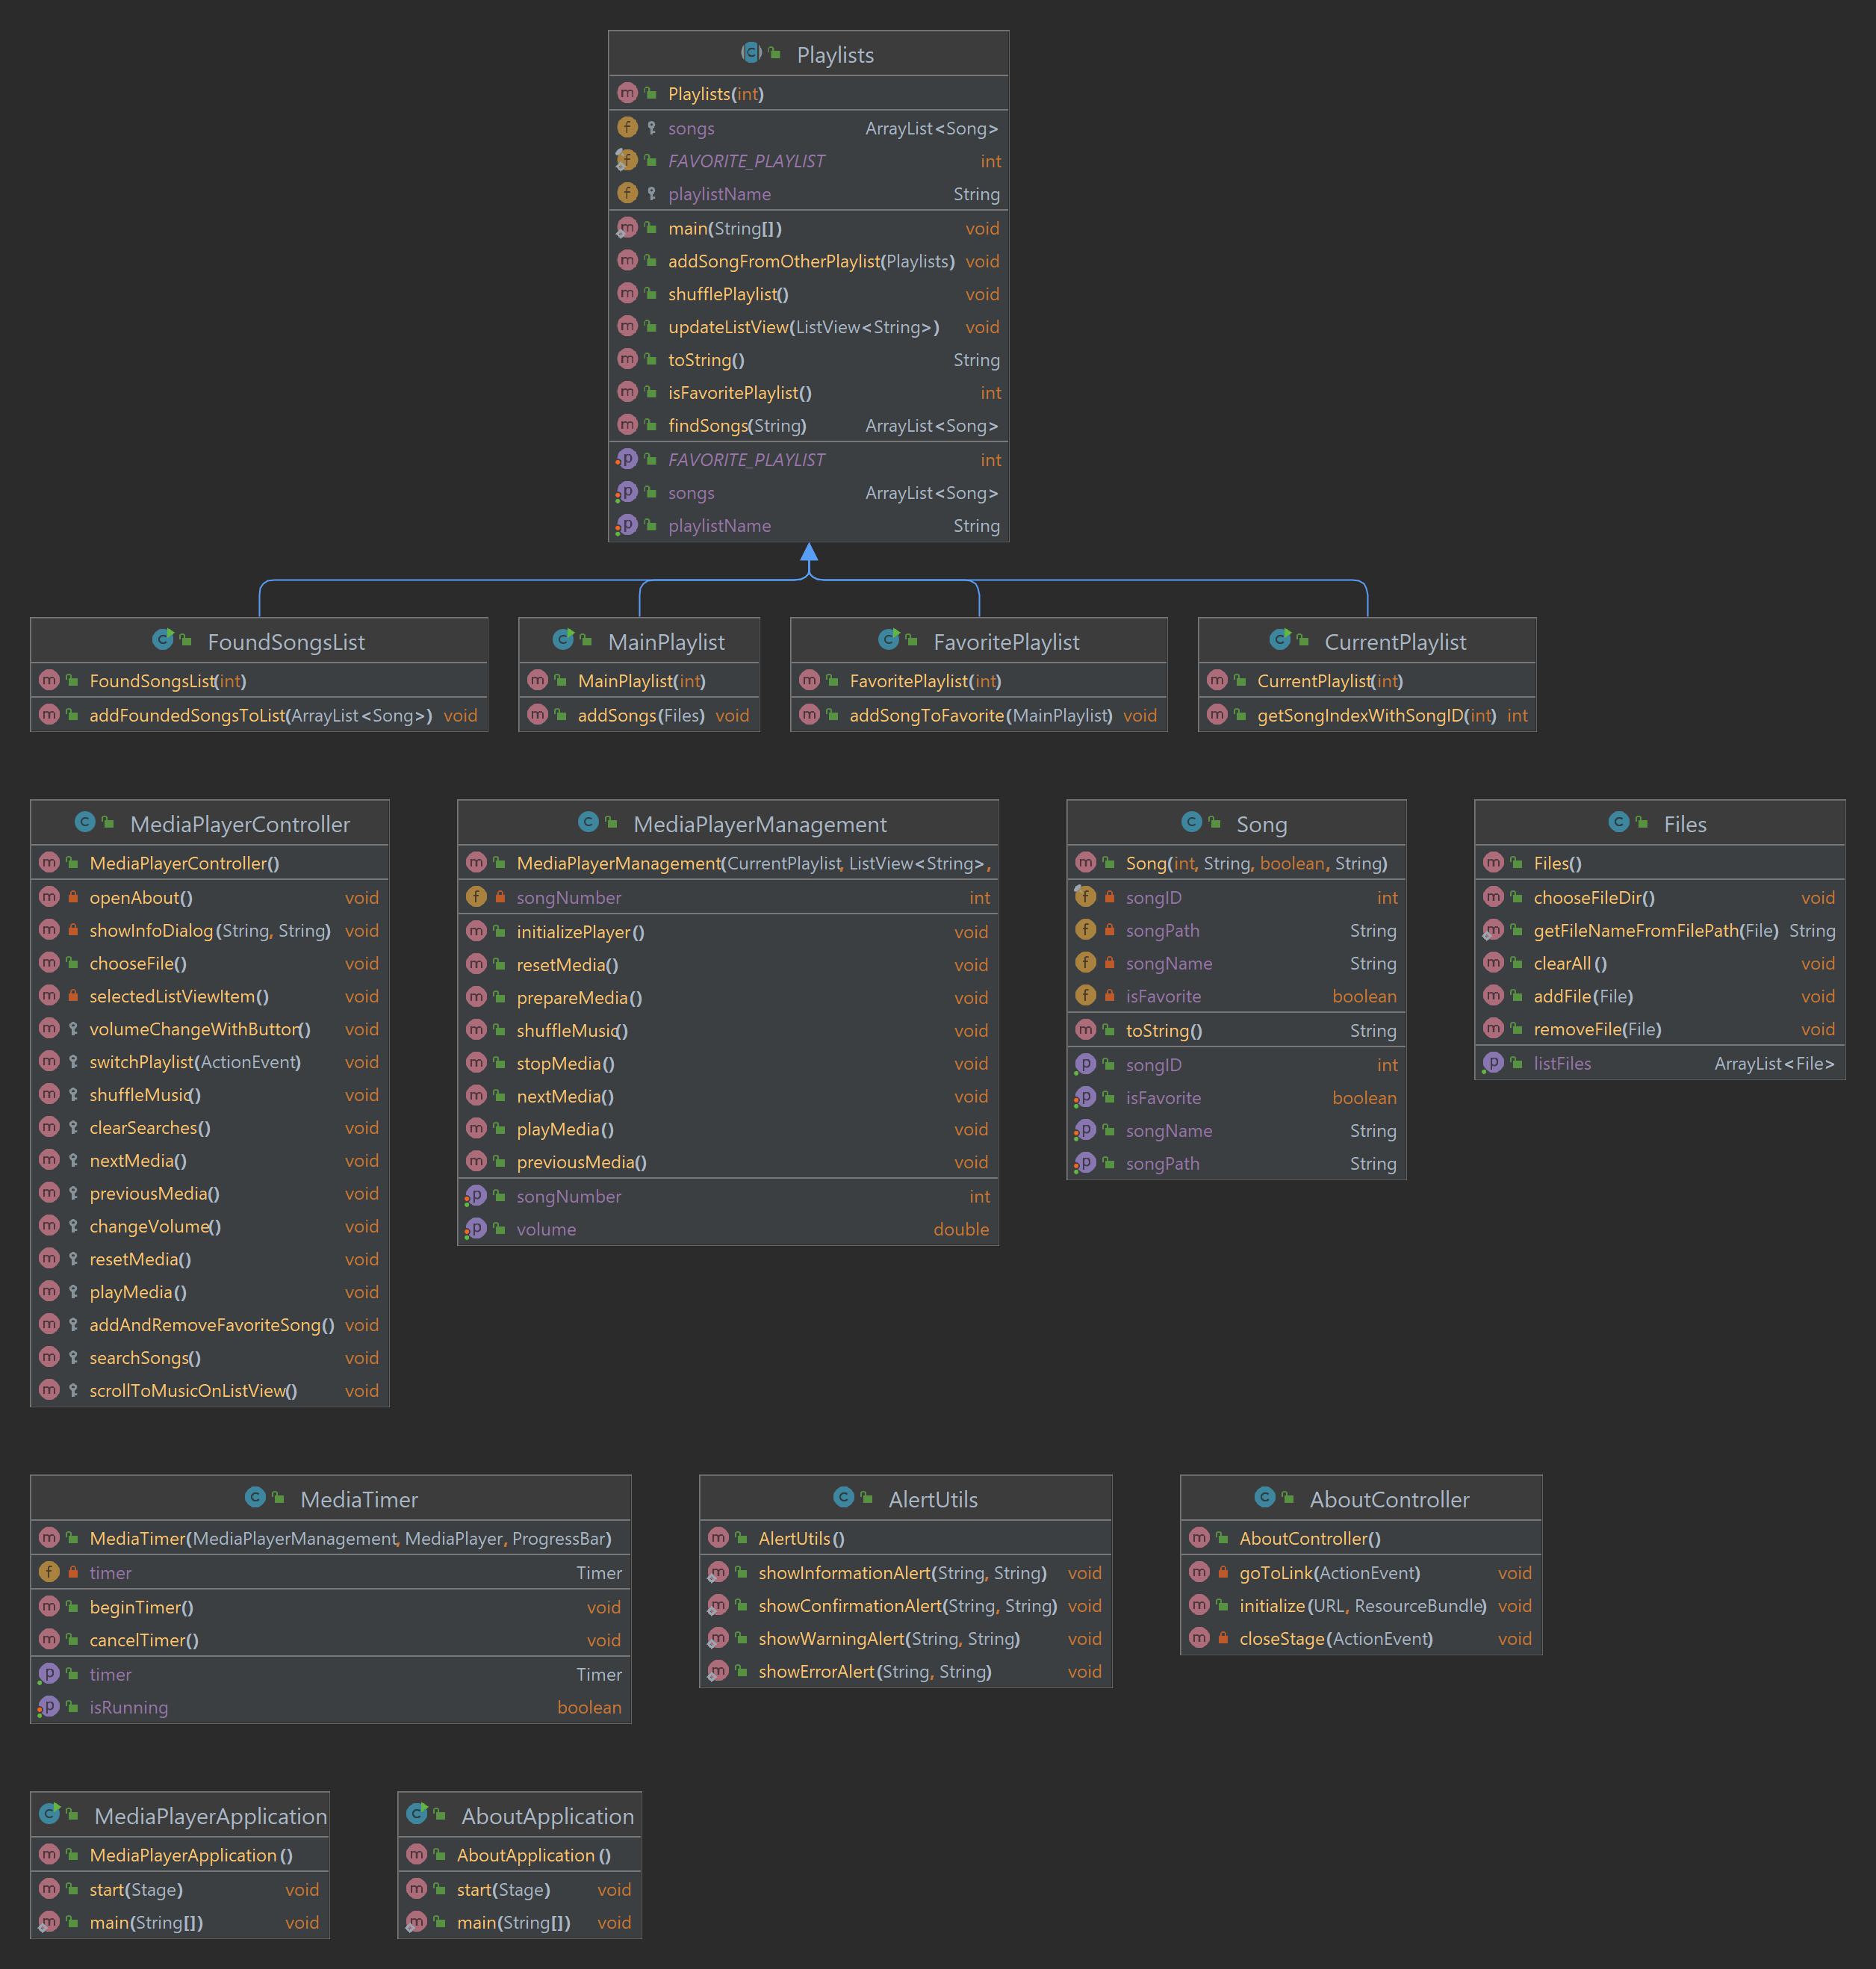 Playlists
Playlists(int)
songs ArrayList<Song>
FAVORITE_PLAYLIST int
playlistName String
main(String[]) void
addSongFromOtherPlaylist(Playlists) void
shufflePlaylist() void
updateListView(ListView<String>) void
toString() String
isFavoritePlaylist() int
findSongs(String) ArrayList<Song>
FAVORITE_PLAYLIST int
songs ArrayList<Song>
playlistName String
FoundSongsList
FoundSongsList(int)
addFoundedSongsToList(ArrayList<Song>) void
MainPlaylist
MainPlaylist(int)
addSongs(Files) void
FavoritePlaylist
FavoritePlaylist(int)
addSongToFavorite(MainPlaylist) void
CurrentPlaylist
CurrentPlaylist(int)
getSongIndexWithSongID(int) int
MediaPlayerController
MediaPlayerController()
openAbout() void
showInfoDialog(String, String) void
chooseFile() void
selectedListViewItem() void
volumeChangeWithButton() void
switchPlaylist(ActionEvent) void
shuffleMusic() void
clearSearches() void
nextMedia() void
previousMedia() void
changeVolume() void
resetMedia() void
playMedia() void
addAndRemoveFavoriteSong() void
searchSongs() void
scrollToMusicOnListView() void
MediaPlayerManagement
MediaPlayerManagement(CurrentPlaylist, ListView<String>,
songNumber int
initializePlayer() void
resetMedia() void
prepareMedia() void
shuffleMusic() void
stopMedia() void
nextMedia() void
playMedia() void
previousMedia() void
songNumber int
volume double
Song
Song(int, String, boolean, String)
songID int
songPath String
songName String
isFavorite boolean
toString() String
songID int
isFavorite boolean
songName String
songPath String
Files
Files()
chooseFileDir() void
getFileNameFromFilePath(File) String
clearAll() void
addFile(File) void
removeFile(File) void
listFiles ArrayList<File>
MediaTimer
MediaTimer(MediaPlayerManagement, MediaPlayer, ProgressBar)
timer Timer
beginTimer() void
cancelTimer() void
timer Timer
isRunning boolean
AlertUtils
AlertUtils()
showInformationAlert(String, String) void
showConfirmationAlert(String, String) void
showWarningAlert(String, String) void
showErrorAlert(String, String) void
AboutController
AboutController()
goToLink(ActionEvent) void
initialize(URL, ResourceBundle) void
closeStage(ActionEvent) void
MediaPlayerApplication
MediaPlayerApplication()
start(Stage) void
main(String[]) void
AboutApplication
AboutApplication()
start(Stage) void
main(String[]) void